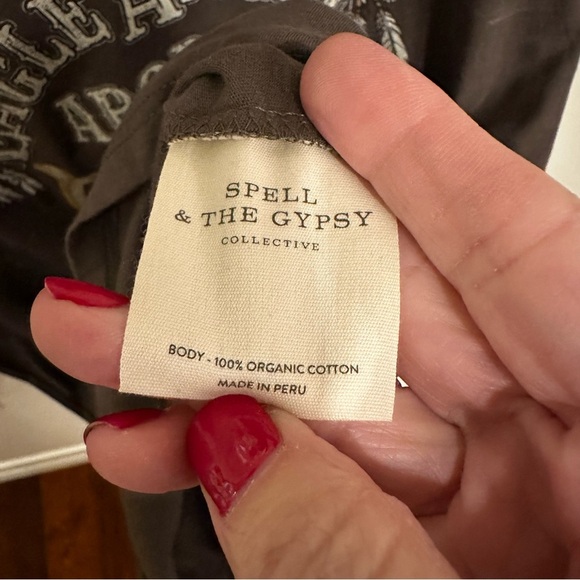 SPELL
& THE GYPSY
COLLECTIVE
BODY - 100% ORGANIC COTTON
MADE IN PERU